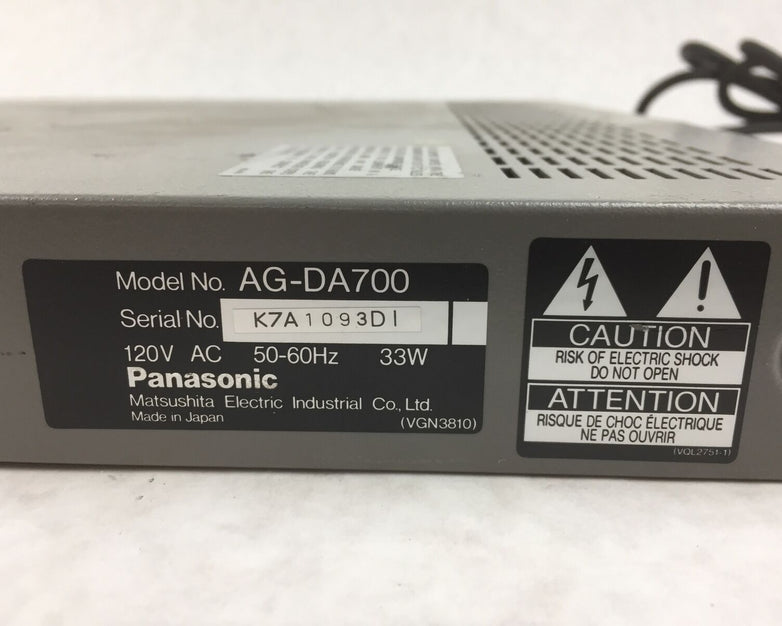 Model No. AG-DA700
Serial No. K7A1093DI
120V AC 50-60Hz 33W
Panasonic
Matsushita Electric Industrial Co., Ltd.
Made in Japan
(VGN3810)
CAUTION
RISK OF ELECTRIC SHOCK
DO NOT OPEN
ATTENTION
RISQUE DE CHOC ÉLECTRIQUE
NE PAS OUVRIR
(VQL2751-1)